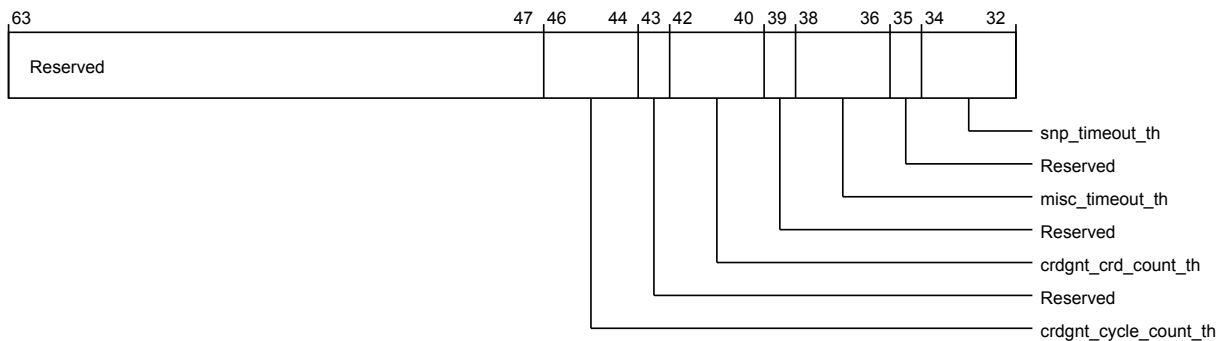 63 47 46 44 43 42 40 39 38 36 35 34 32
Reserved
snp_timeout_th
Reserved
misc_timeout_th
Reserved
crdgnt_crd_count_th
Reserved
crdgnt_cycle_count_th